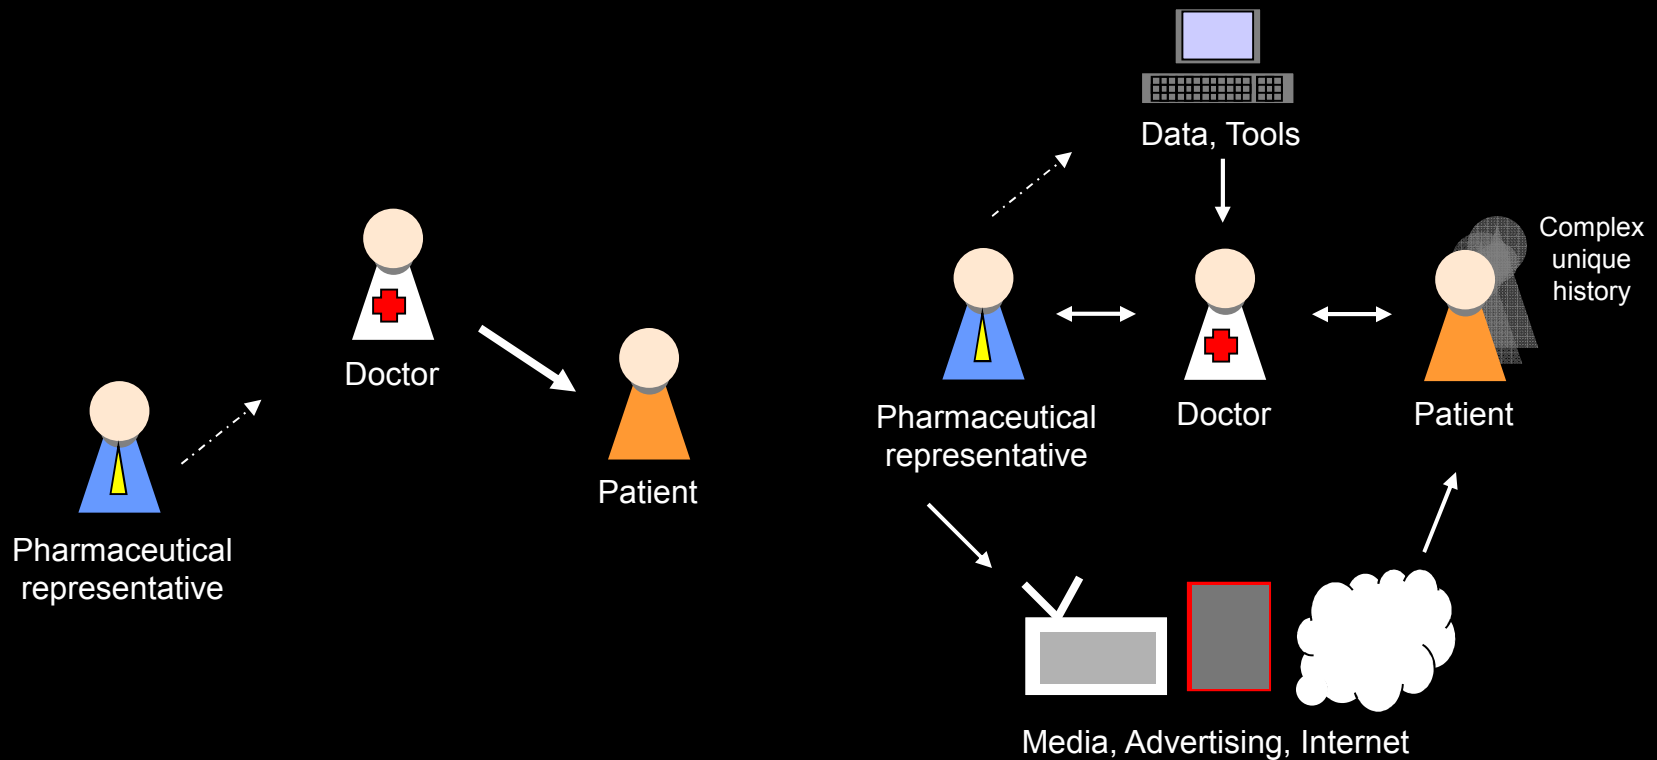 Doctor
Patient
Pharmaceutical
representative
Data, Tools
Complex
unique
history
Pharmaceutical
representative
Doctor
Patient
Media, Advertising, Internet